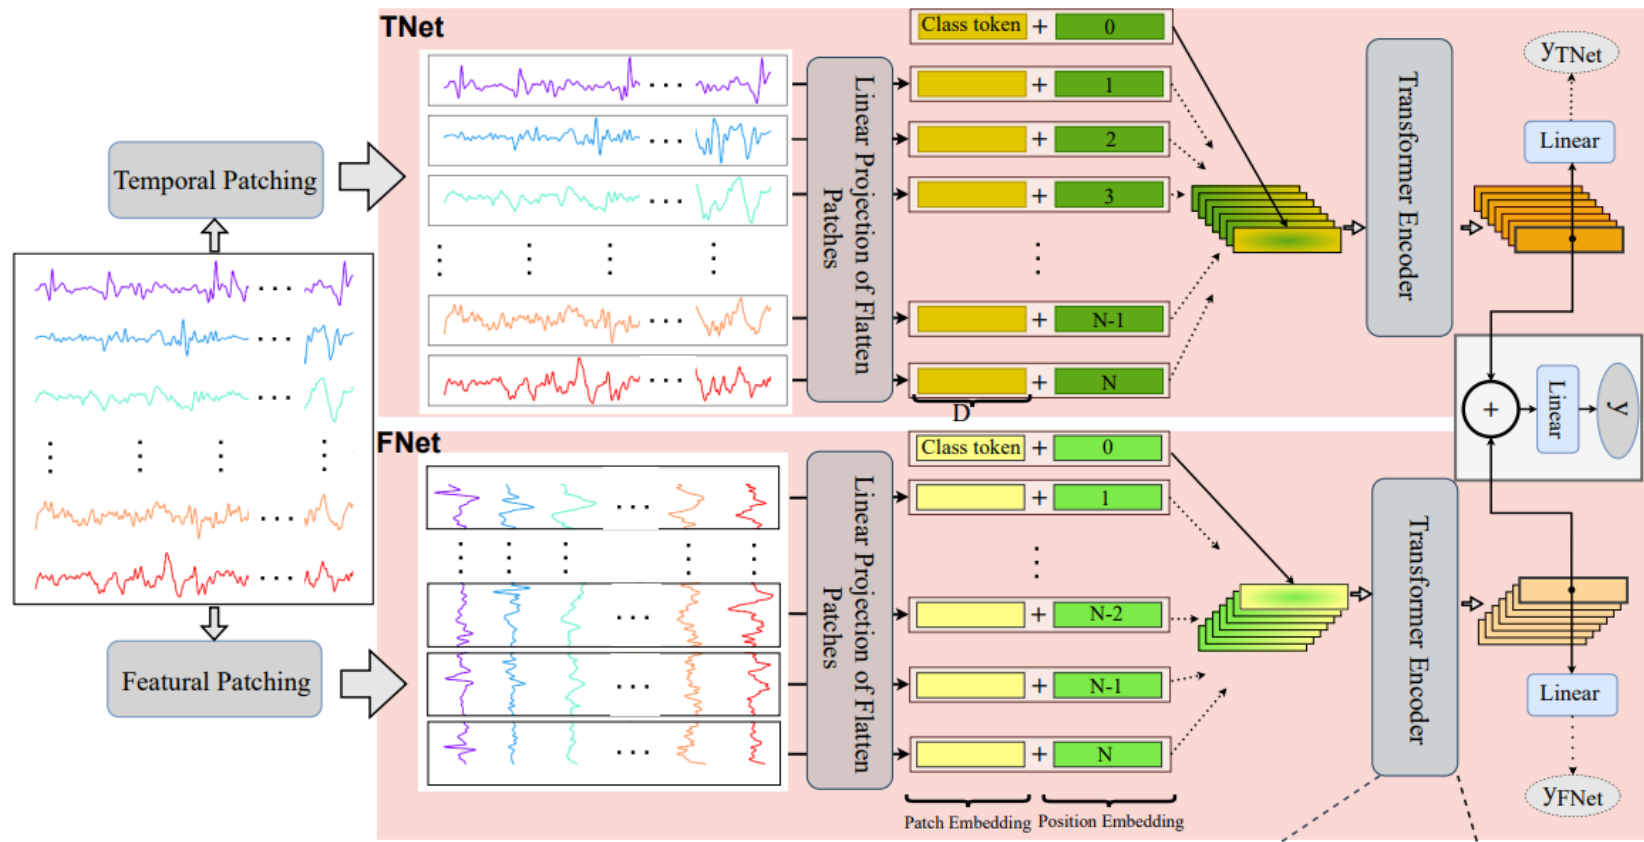 TNet
Class token + 0
Temporal Patching
Linear Projection of Flatten
Patches
+ 1
+ 2
+ 3
+ N-1
+ N
D
Transformer Encoder
yTNet
Linear
+
Linear
y
FNet
Class token + 0
Featural Patching
Linear Projection of Flatten
Patches
+ 1
+ N-2
+ N-1
+ N
Patch Embedding
Position Embedding
Transformer Encoder
Linear
yFNet